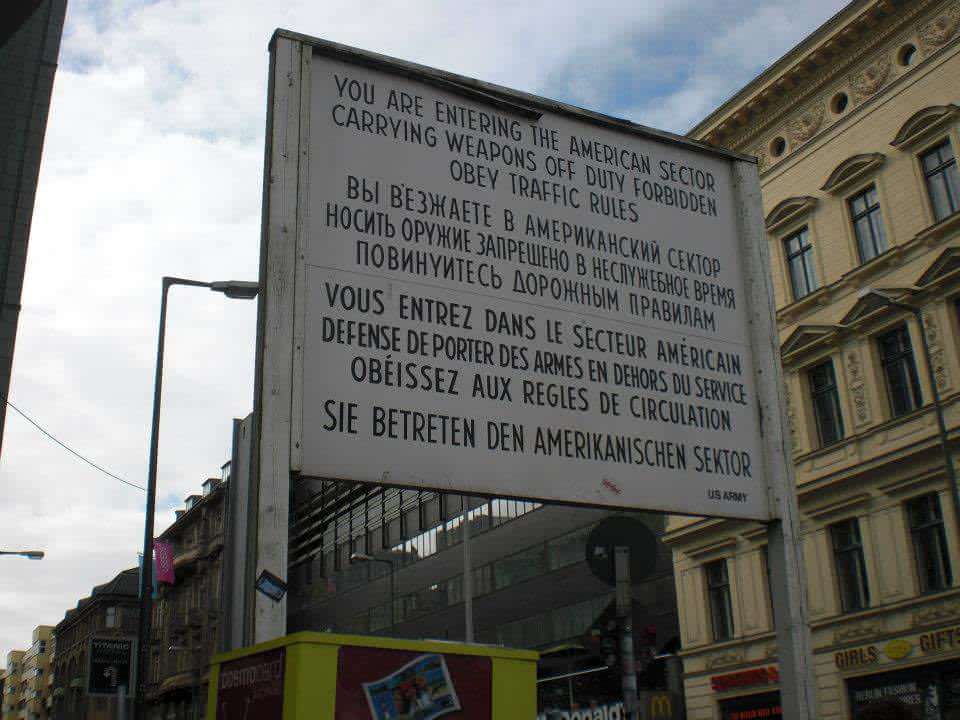 YOU ARE ENTERING THE AMERICAN SECTOR
CARRYING WEAPONS OFF DUTY FORBIDDEN
OBEY TRAFFIC RULES
ВЫ ВЪЕЗЖАЕТЕ В АМЕРИКАНСКИЙ СЕКТОР
НОСИТЬ ОРУЖИЕ ЗАПРЕЩЕНО В НЕСЛУЖЕБНОЕ ВРЕМЯ
ПОВИНУИТЕСЬ ДОРОЖНЫМ ПРАВИЛАМ
VOUS ENTREZ DANS LE SECTEUR AMÉRICAIN
DEFENSE DE PORTER DES ARMES EN DEHORS DU SERVICE
OBÉISSEZ AUX REGLES DE CIRCULATION
SIE BETRETEN DEN AMERIKANISCHEN SEKTOR
US ARMY
GIRLS GIFTS